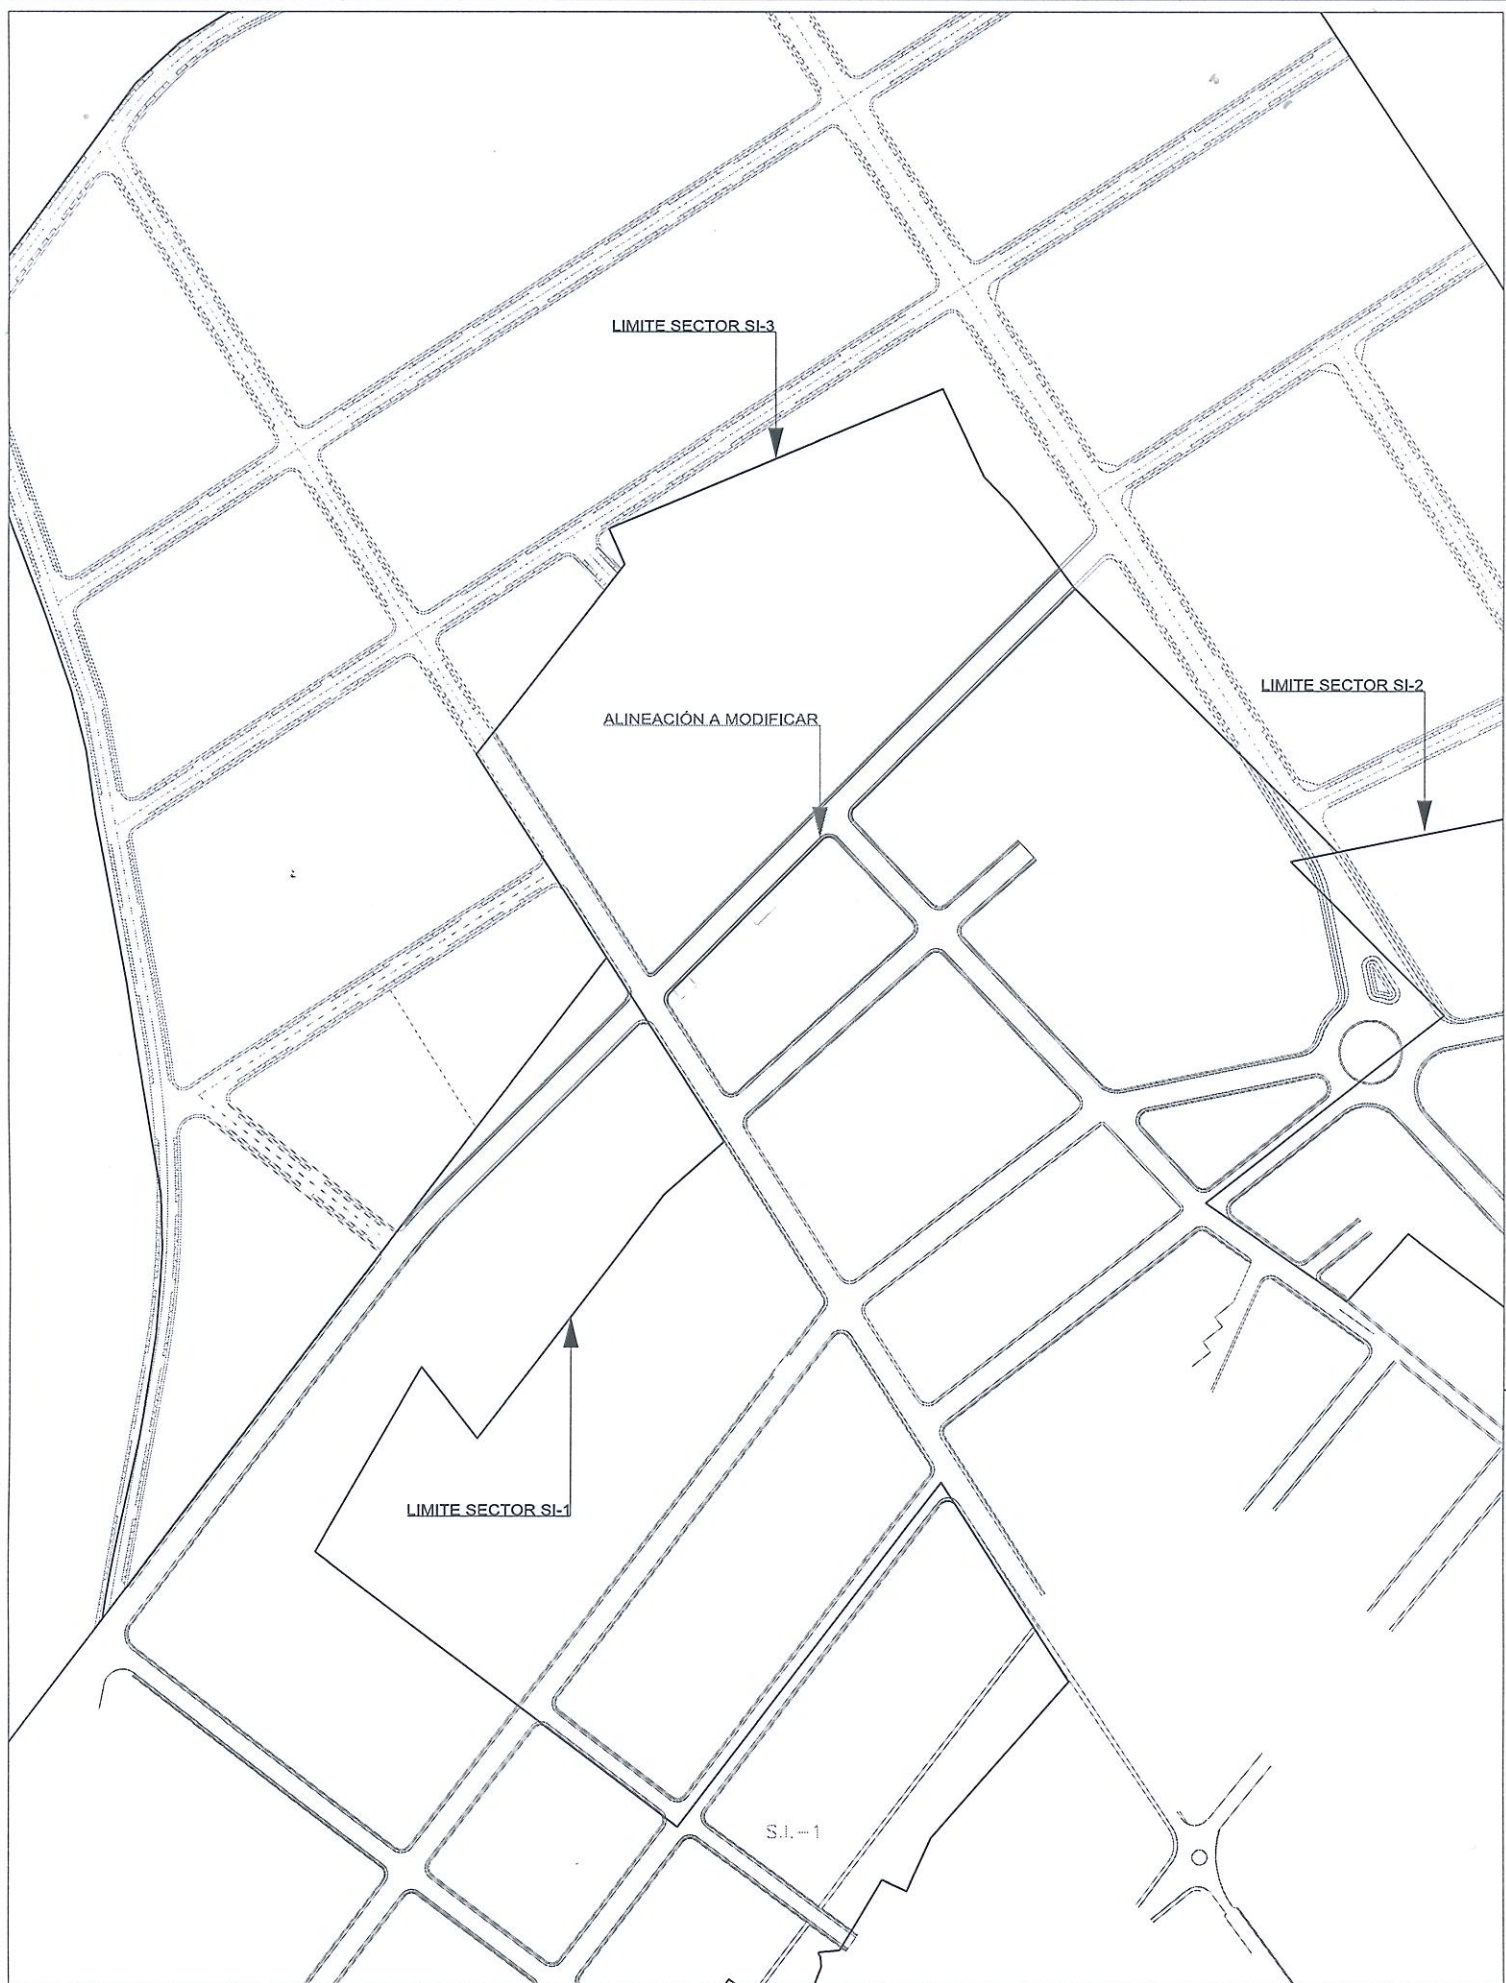 LIMITE SECTOR SI-3
LIMITE SECTOR SI-2
ALINEACIÓN A MODIFICAR
LIMITE SECTOR SI-1
S.I.-1